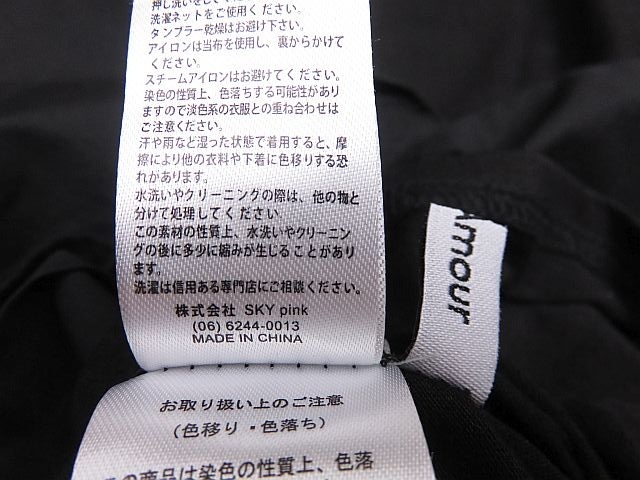 押し洗いをして
洗濯ネットをご使用ください。
タンブラー乾燥はお避け下さい。
アイロンは当布を使用し、裏からかけて
ください。
スチームアイロンはお避けてください。
染色の性質上、色落ちする可能性があり
ますので淡色系の衣服との重ね合わせは
ご注意ください。
汗や雨など湿った状態で着用すると、摩
擦により他の衣料や下着に色移りする恐
れがあります。
水洗いやクリーニングの際は、他の物と
分けて処理してください。
この素材の性質上、水洗いやクリーニン
グの後に多少に縮みが生じることがあり
ます。
洗濯は信用ある専門店にご相談ください。
株式会社 SKY pink
(06) 6244-0013
MADE IN CHINA
Amour
お取り扱い上のご注意
(色移り・色落ち)
この商品は染色の性質上、色落